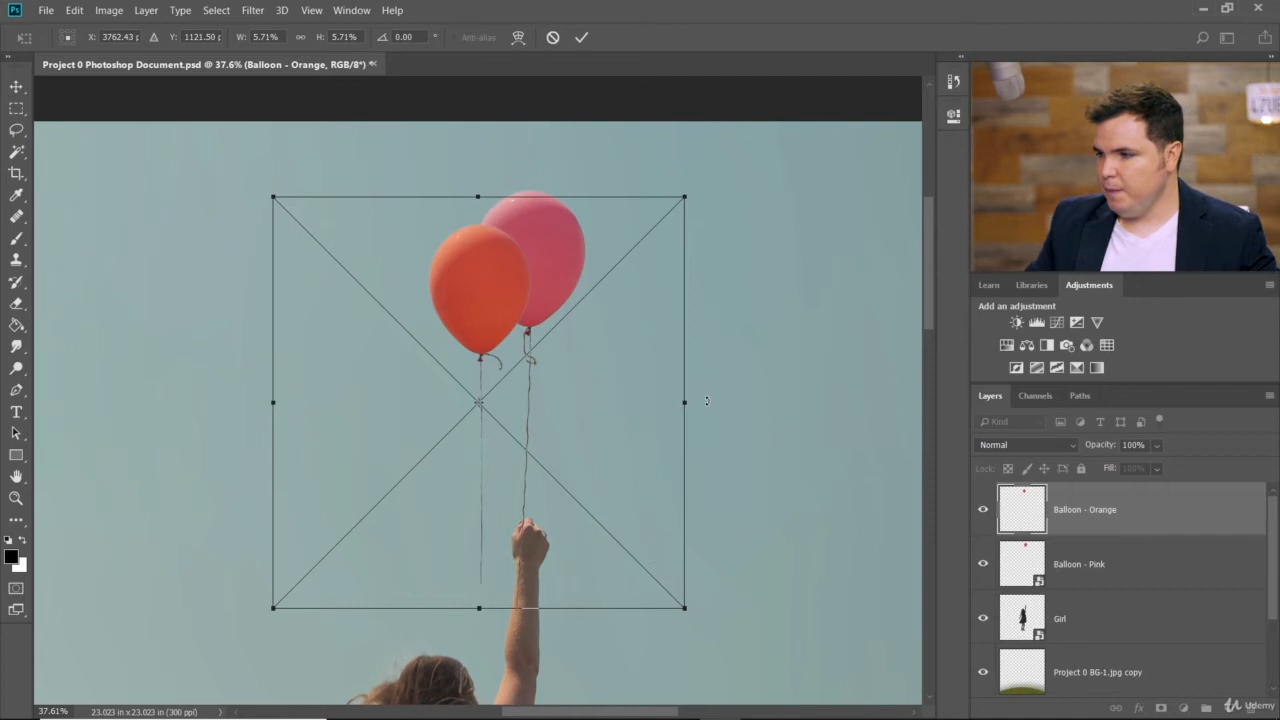 Ps File Edit Image Layer Type Select Filter 3D View Window Help
X: 3762.43 p Y: 1121.50 p W: 5.71% H: 5.71% 0.00 ° Anti-alias
Project 0 Photoshop Document.psd @ 37.6% (Balloon - Orange, RGB/8*)
Learn Libraries Adjustments
Add an adjustment
Layers Channels Paths
Kind
Normal Opacity: 100%
Lock: Fill: 100%
Balloon - Orange
Balloon - Pink
Girl
Project 0 BG-1.jpg copy
37.61% 23.023 in x 23.023 in (300 ppi)
Udemy